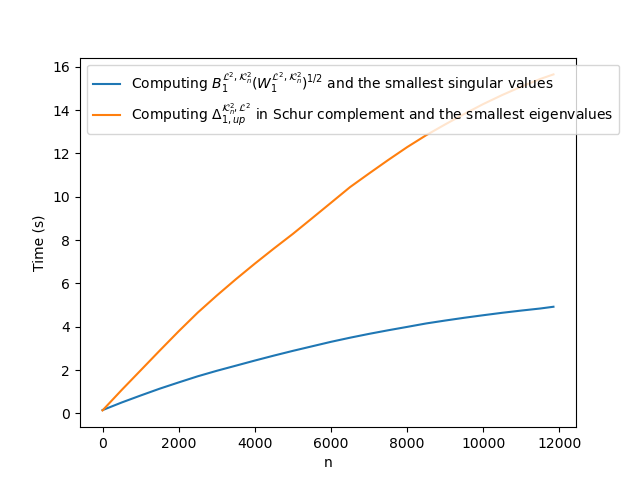 16
14
12
10
8
6
4
2
0
Time (s)
Computing $B_1^{\mathcal{L}^2,\mathcal{K}_n^2}(W_1^{\mathcal{L}^2,\mathcal{K}_n^2})^{1/2}$ and the smallest singular values
Computing $\Delta_{1,up}^{\mathcal{K}_n^2,\mathcal{L}^2}$ in Schur complement and the smallest eigenvalues
0 2000 4000 6000 8000 10000 12000
n